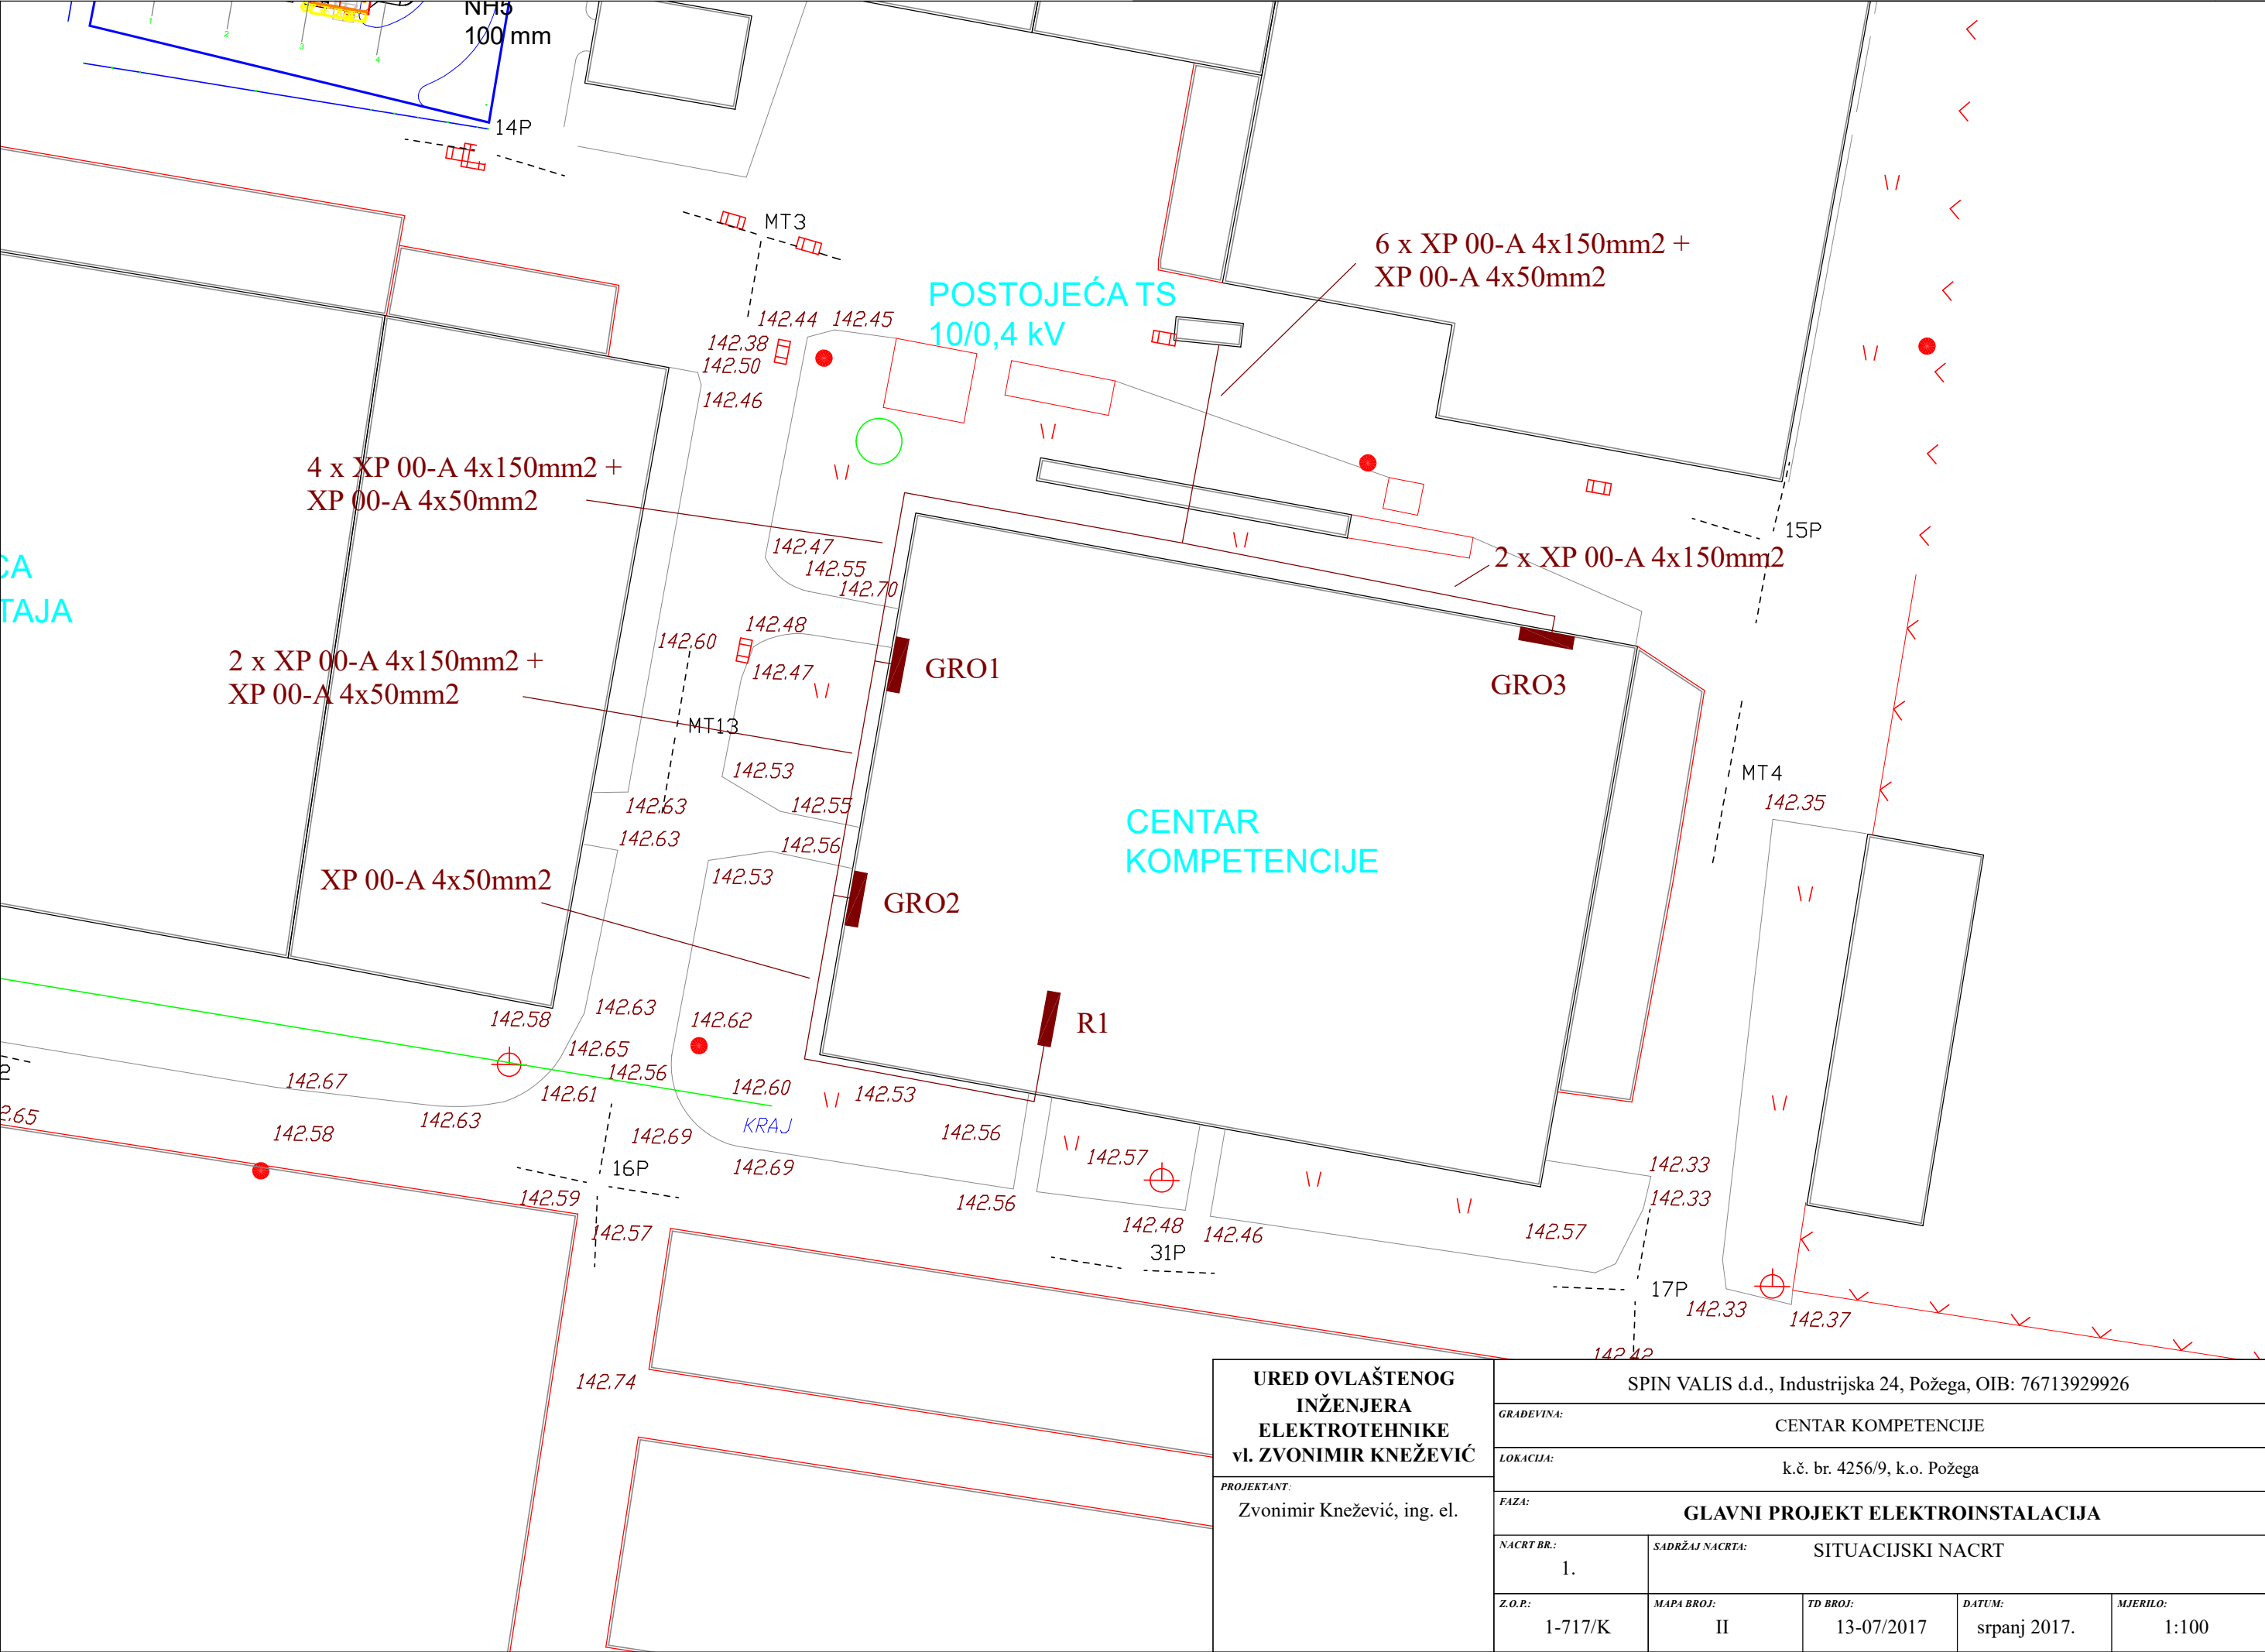 NH5
100 mm
1
2
3
4
14P
MT3
6 x XP 00-A 4x150mm2 +
XP 00-A 4x50mm2
POSTOJEĆA TS
10/0,4 kV
142.44
142.45
142.38
142.50
142.46
4 x XP 00-A 4x150mm2 +
XP 00-A 4x50mm2
15P
2 x XP 00-A 4x150mm2
142.47
142.55
142.70
CA
TAJA
142.48
142.60
142.47
GRO1
GRO3
2 x XP 00-A 4x150mm2 +
XP 00-A 4x50mm2
MT13
142.53
142.55
142.63
142.63
142.56
MT4
142.35
CENTAR
KOMPETENCIJE
XP 00-A 4x50mm2
142.53
GRO2
R1
142.63
142.58
142.62
142.65
142.56
142.67
142.61
142.60
142.53
142.63
KRAJ
2.65
142.58
142.69
142.56
142.57
142.69
16P
142.59
142.56
142.57
142.48
142.46
142.57
142.33
142.33
31P
17P
142.33
142.37
142.42
142.74
URED OVLAŠTENOG
INŽENJERA
ELEKTROTEHNIKE
vl. ZVONIMIR KNEŽEVIĆ
PROJEKTANT:
Zvonimir Knežević, ing. el.
SPIN VALIS d.d., Industrijska 24, Požega, OIB: 76713929926
GRAĐEVINA:
CENTAR KOMPETENCIJE
LOKACIJA:
k.č. br. 4256/9, k.o. Požega
FAZA:
GLAVNI PROJEKT ELEKTROINSTALACIJA
NACRT BR.:
1.
SADRŽAJ NACRTA:
SITUACIJSKI NACRT
Z.O.P.:
1-717/K
MAPA BROJ:
II
TD BROJ:
13-07/2017
DATUM:
srpanj 2017.
MJERILO:
1:100